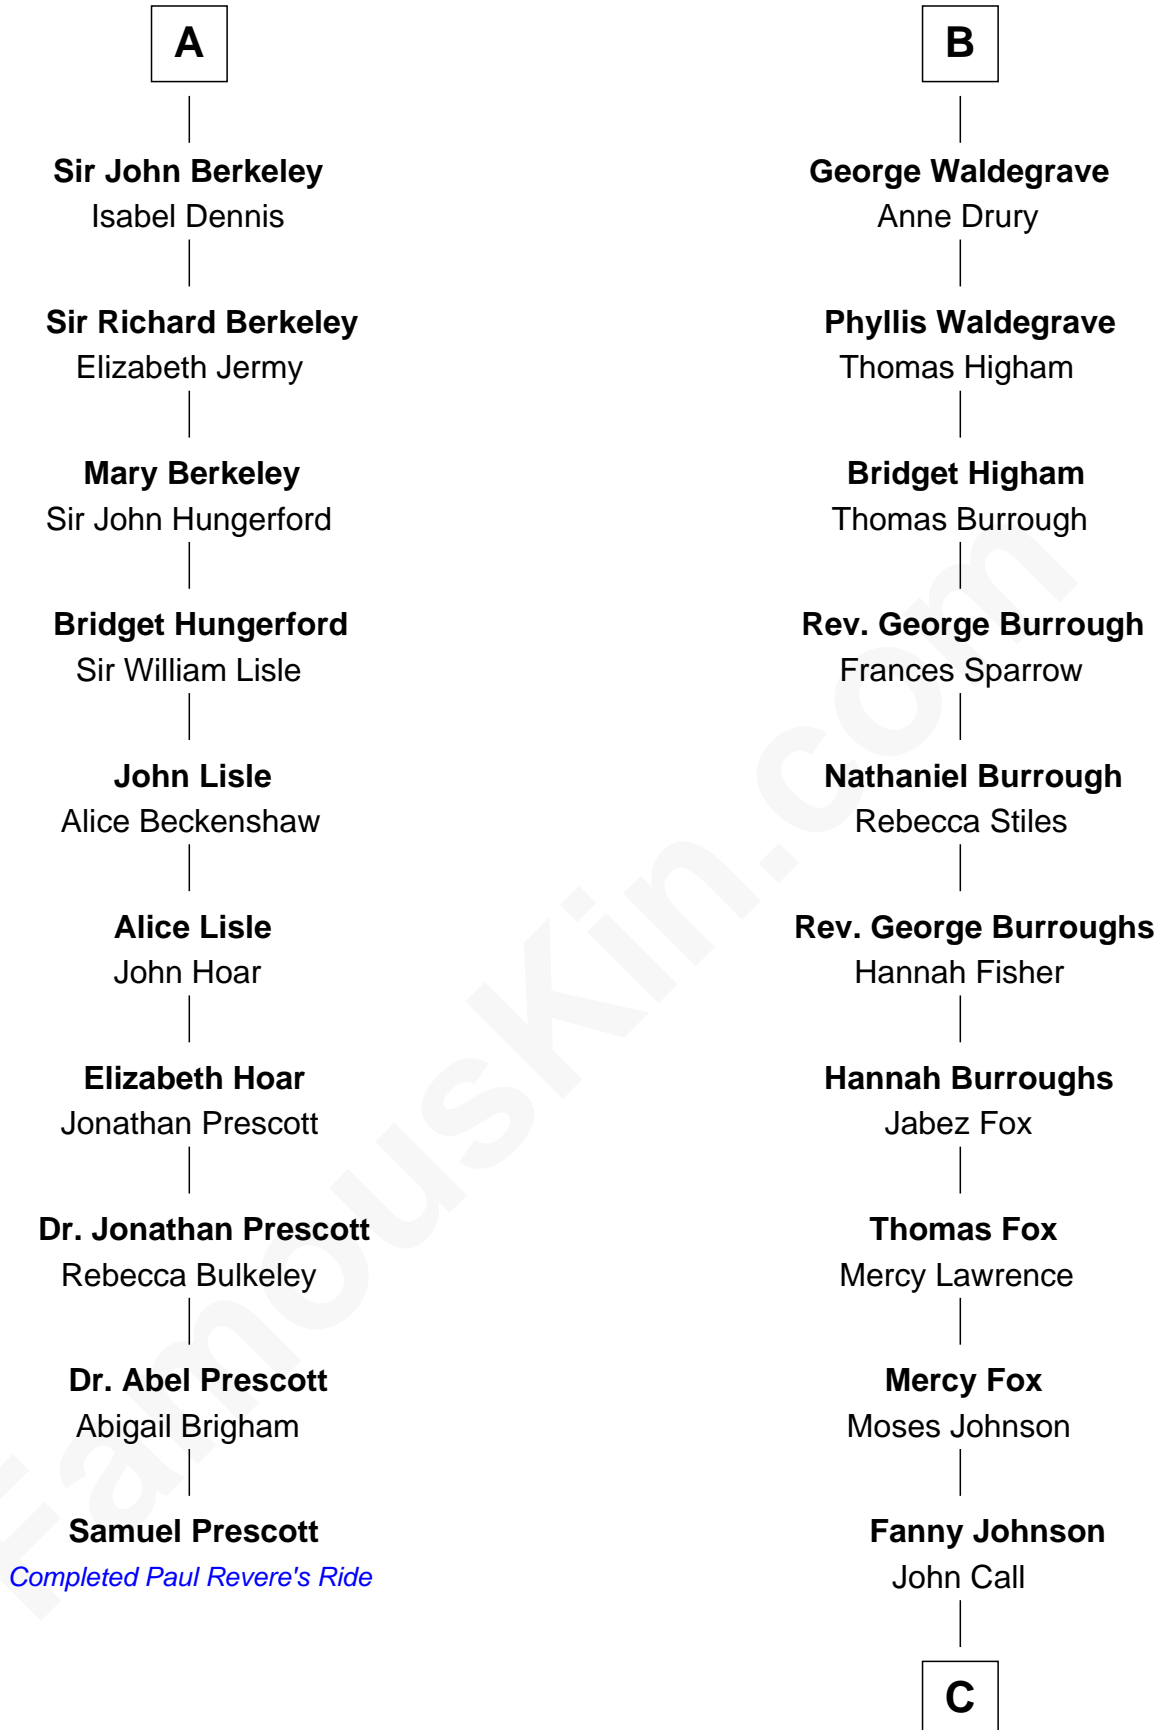 A
Sir John Berkeley
Isabel Dennis
Sir Richard Berkeley
Elizabeth Jermy
Mary Berkeley
Sir John Hungerford
Bridget Hungerford
Sir William Lisle
John Lisle
Alice Beckenshaw
Alice Lisle
John Hoar
Elizabeth Hoar
Jonathan Prescott
Dr. Jonathan Prescott
Rebecca Bulkeley
Dr. Abel Prescott
Abigail Brigham
Samuel Prescott
Completed Paul Revere's Ride
B
George Waldegrave
Anne Drury
Phyllis Waldegrave
Thomas Higham
Bridget Higham
Thomas Burrough
Rev. George Burrough
Frances Sparrow
Nathaniel Burrough
Rebecca Stiles
Rev. George Burroughs
Hannah Fisher
Hannah Burroughs
Jabez Fox
Thomas Fox
Mercy Lawrence
Mercy Fox
Moses Johnson
Fanny Johnson
John Call
C
FamousKin.com